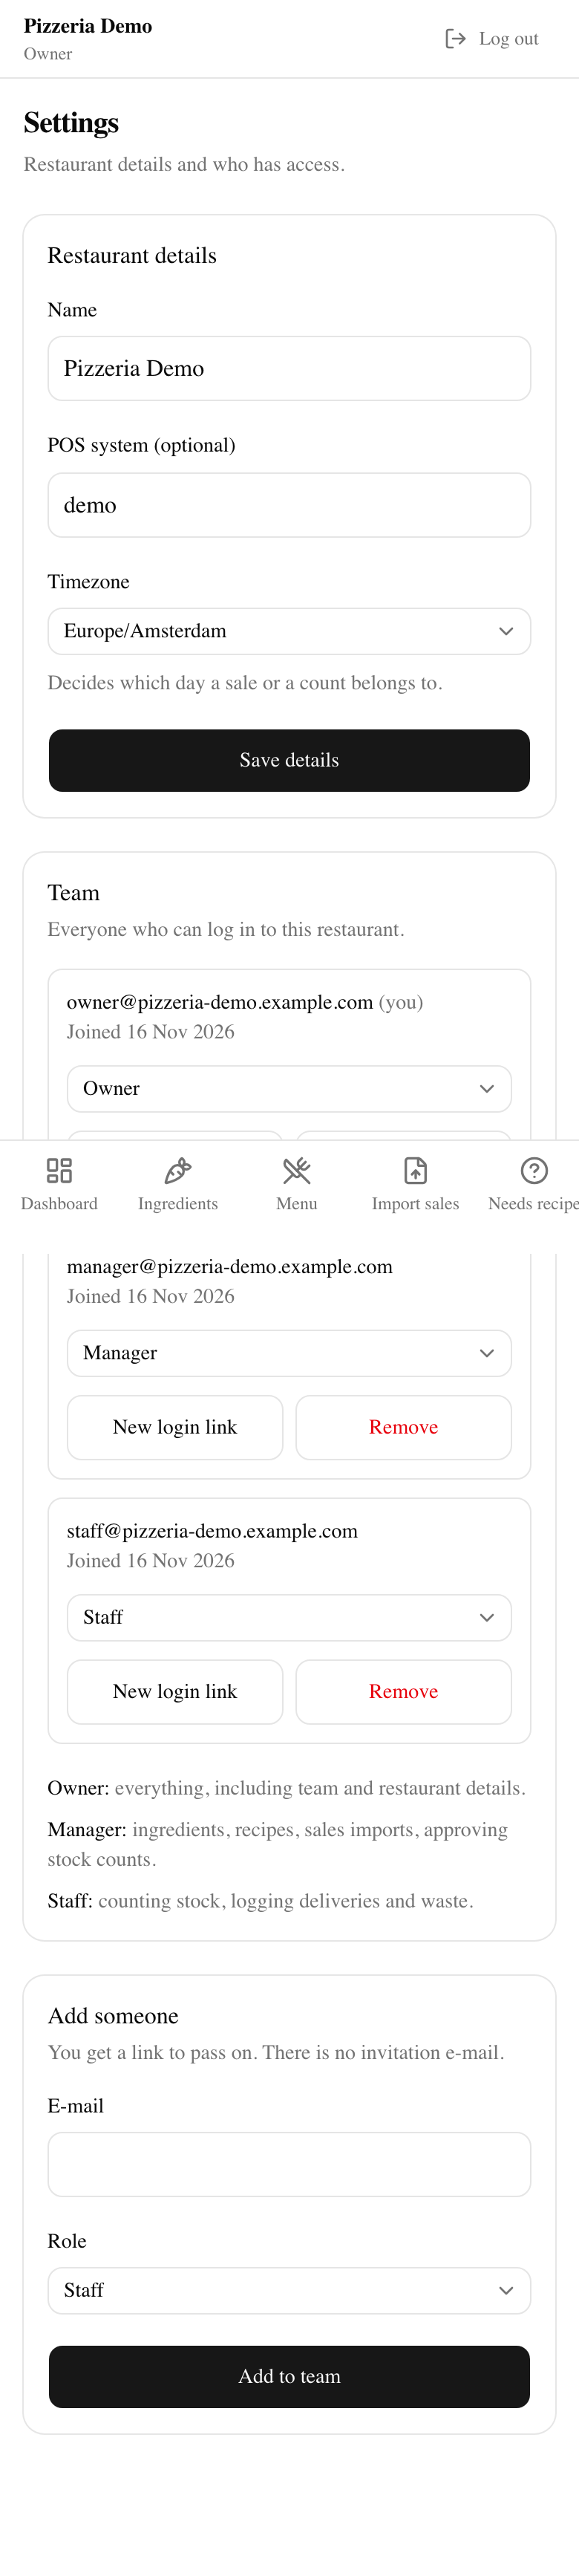 Pizzeria Demo
Owner
Log out
Settings
Restaurant details and who has access.
Restaurant details
Name
Pizzeria Demo
POS system (optional)
demo
Timezone
Europe/Amsterdam
Decides which day a sale or a count belongs to.
Save details
Team
Everyone who can log in to this restaurant.
owner@pizzeria-demo.example.com (you)
Joined 16 Nov 2026
Owner
Dashboard
Ingredients
Menu
Import sales
Needs recipe
manager@pizzeria-demo.example.com
Joined 16 Nov 2026
Manager
New login link
Remove
staff@pizzeria-demo.example.com
Joined 16 Nov 2026
Staff
New login link
Remove
Owner: everything, including team and restaurant details.
Manager: ingredients, recipes, sales imports, approving
stock counts.
Staff: counting stock, logging deliveries and waste.
Add someone
You get a link to pass on. There is no invitation e-mail.
E-mail
Role
Staff
Add to team